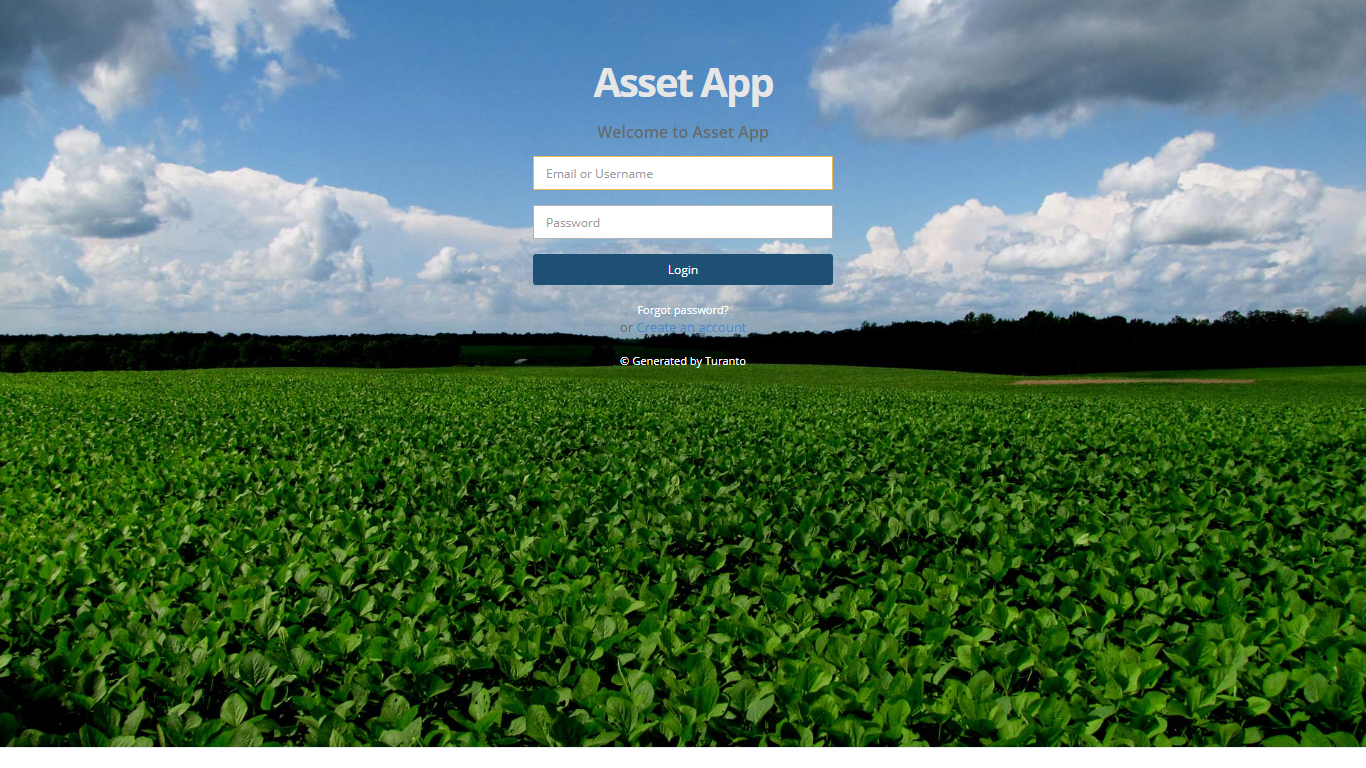 Asset App
Welcome to Asset App
Email or Username
Password
Login
Forgot password?
or Create an account
© Generated by Turanto